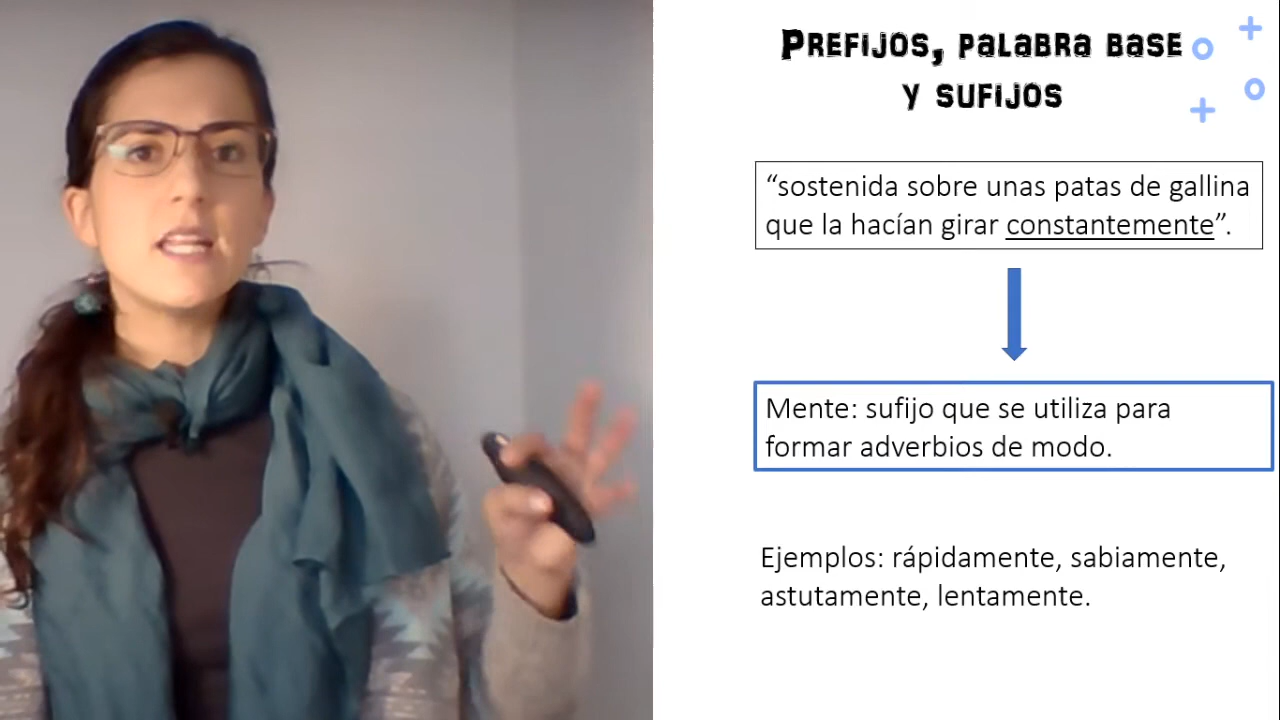 Prefijos, palabra base
y sufijos
“sostenida sobre unas patas de gallina
que la hacían girar constantemente”.
Mente: sufijo que se utiliza para
formar adverbios de modo.
Ejemplos: rápidamente, sabiamente,
astutamente, lentamente.